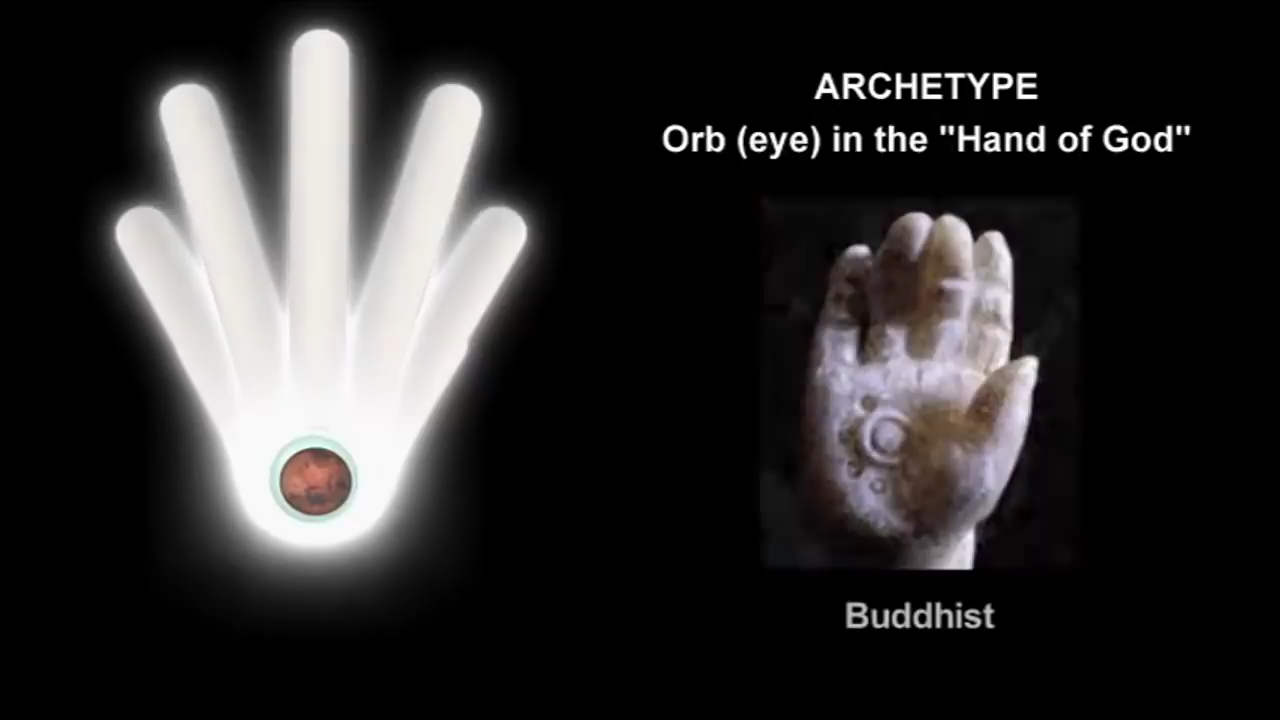 ARCHETYPE
Orb (eye) in the "Hand of God"
Buddhist